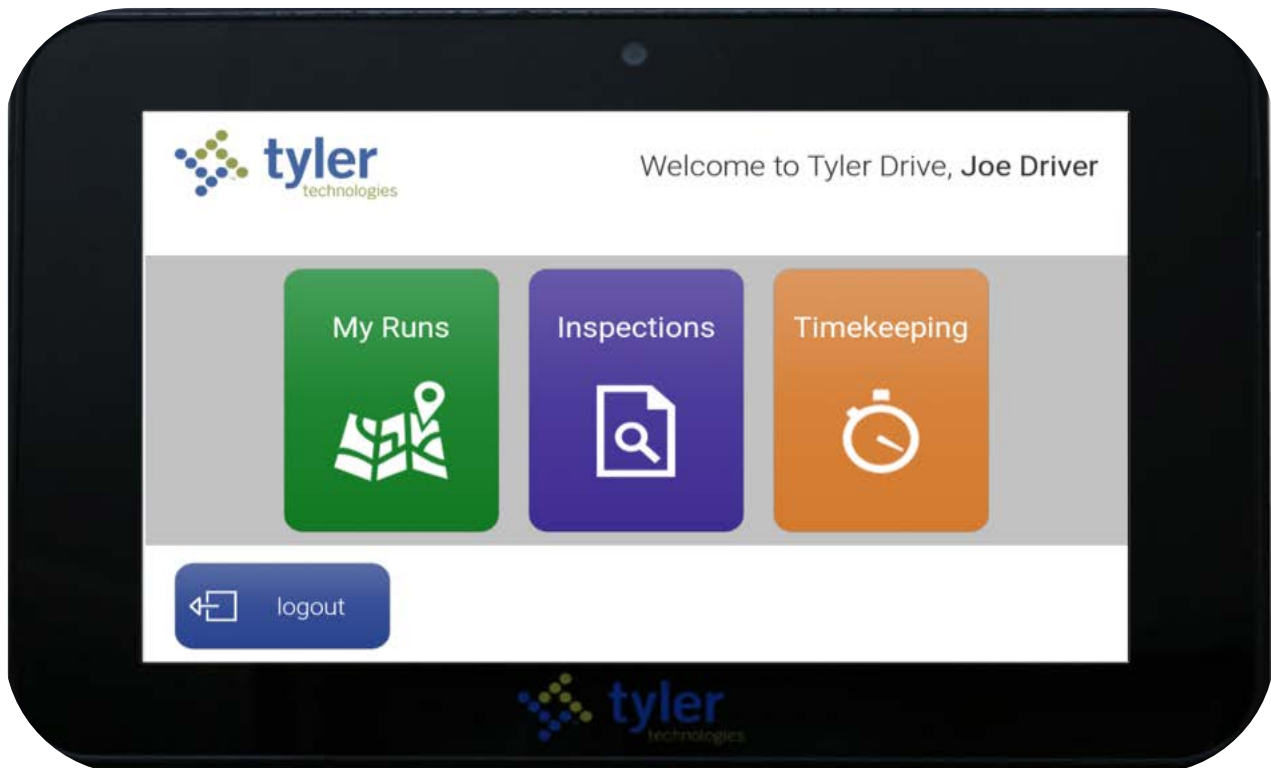 tyler
technologies
Welcome to Tyler Drive, Joe Driver
My Runs
Inspections
Timekeeping
logout
tyler
technologies